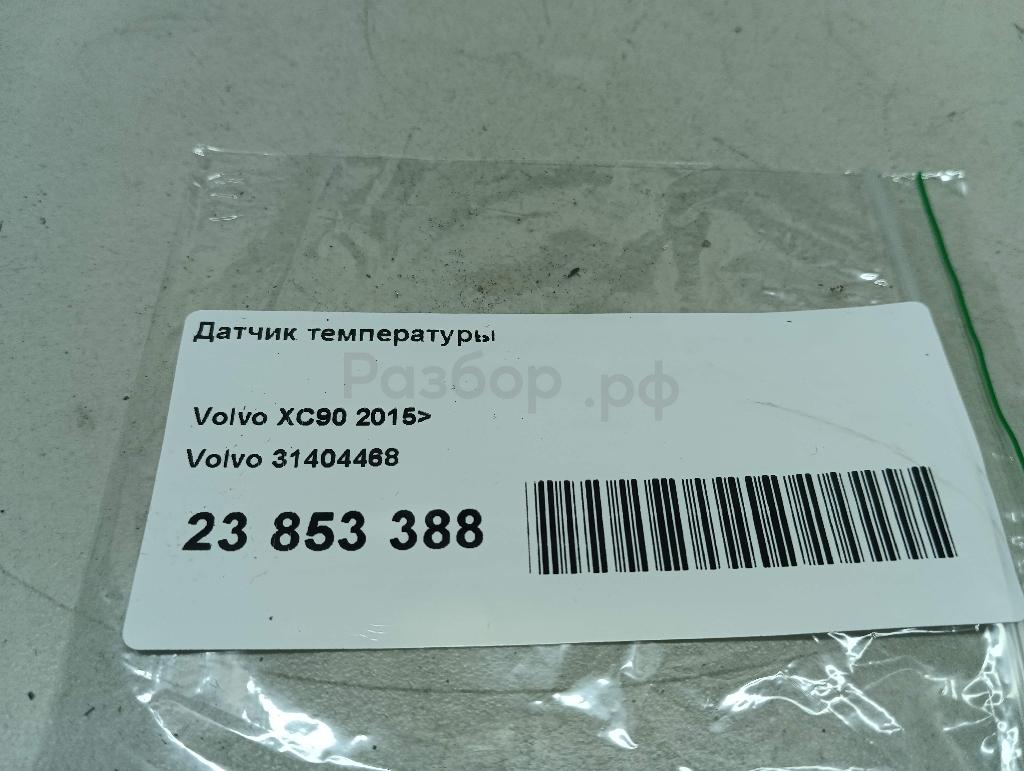 Датчик температуры
Разбор.рф
Volvo XC90 2015>
Volvo 31404468
23 853 388